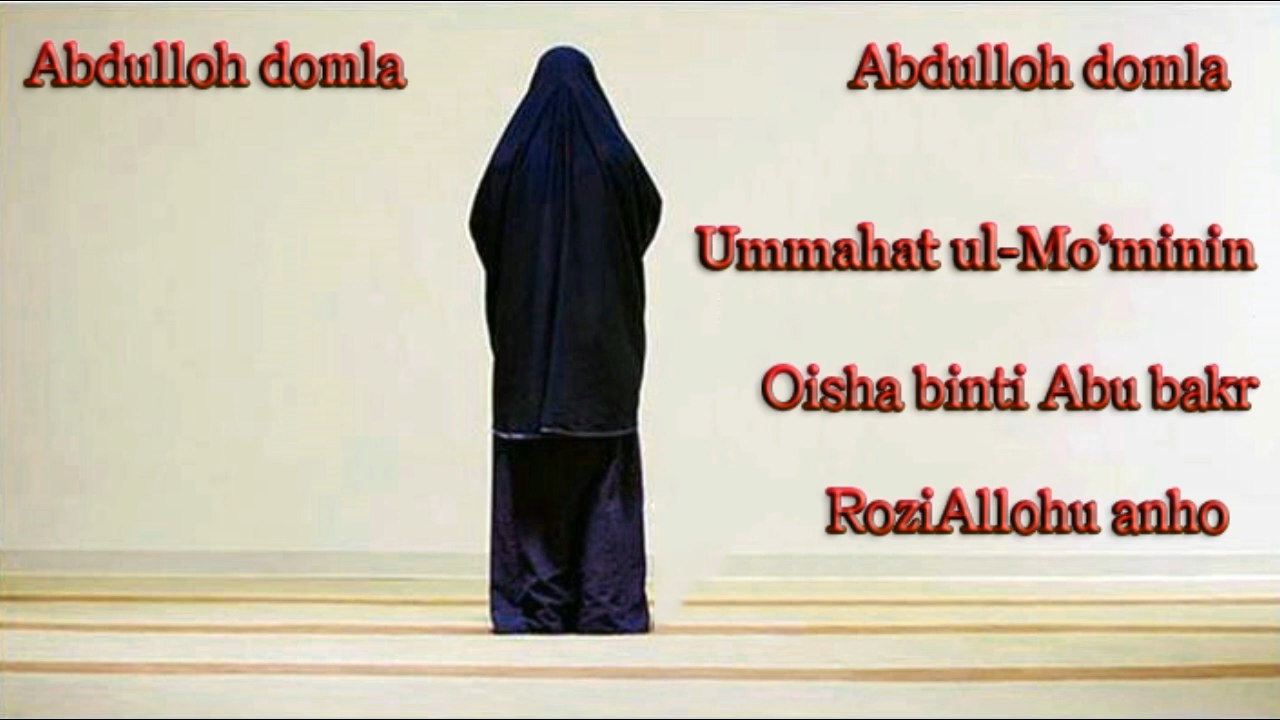 Abdulloh domla
Abdulloh domla
Ummahat ul-Mo’minin
Oisha binti Abu bakr
RoziAllohu anho